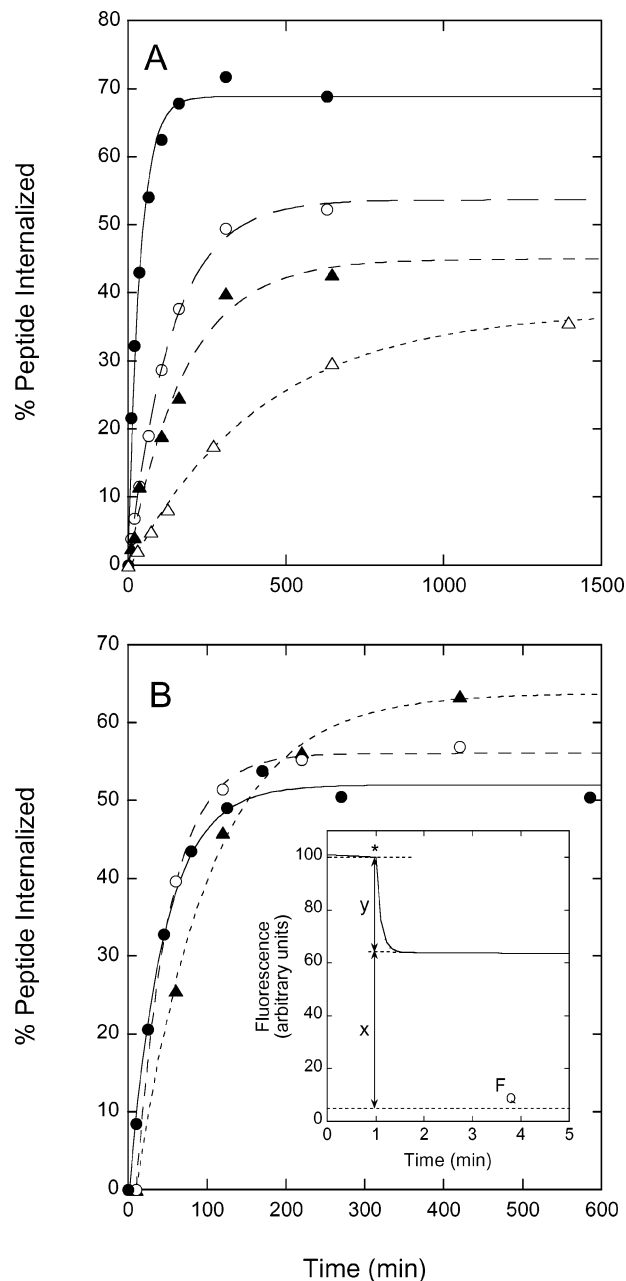 A
80
70
60
50
40
30
20
10
0
% Peptide Internalized
0 500 1000 1500
B
70
60
50
40
30
20
10
0
% Peptide Internalized
0 100 200 300 400 500 600
Time (min)
*
100
80
60
40
20
0
Fluorescence
(arbitrary units)
y
x
FQ
0 1 2 3 4 5
Time (min)